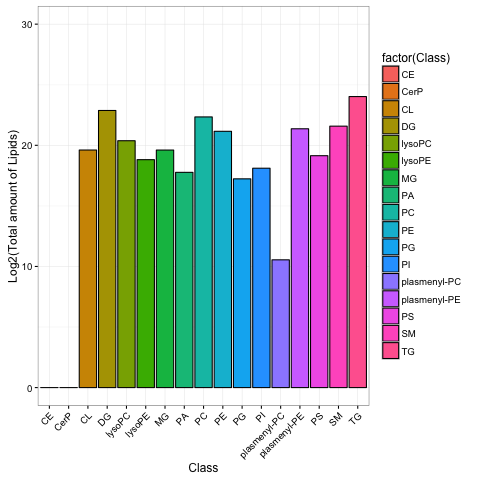 30
20
10
0
Log2(Total amount of Lipids)
CE
CerP
CL
DG
lysoPC
lysoPE
MG
PA
PC
PE
PG
PI
plasmenyl-PC
plasmenyl-PE
PS
SM
TG
Class
factor(Class)
CE
CerP
CL
DG
lysoPC
lysoPE
MG
PA
PC
PE
PG
PI
plasmenyl-PC
plasmenyl-PE
PS
SM
TG